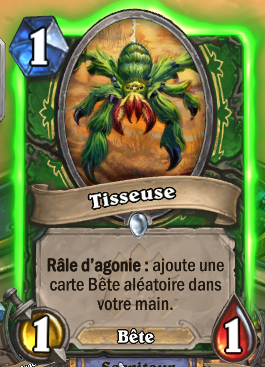 1
Tisseuse
Râle d'agonie : ajoute une
carte Bête aléatoire dans
votre main.
1
Bête
1